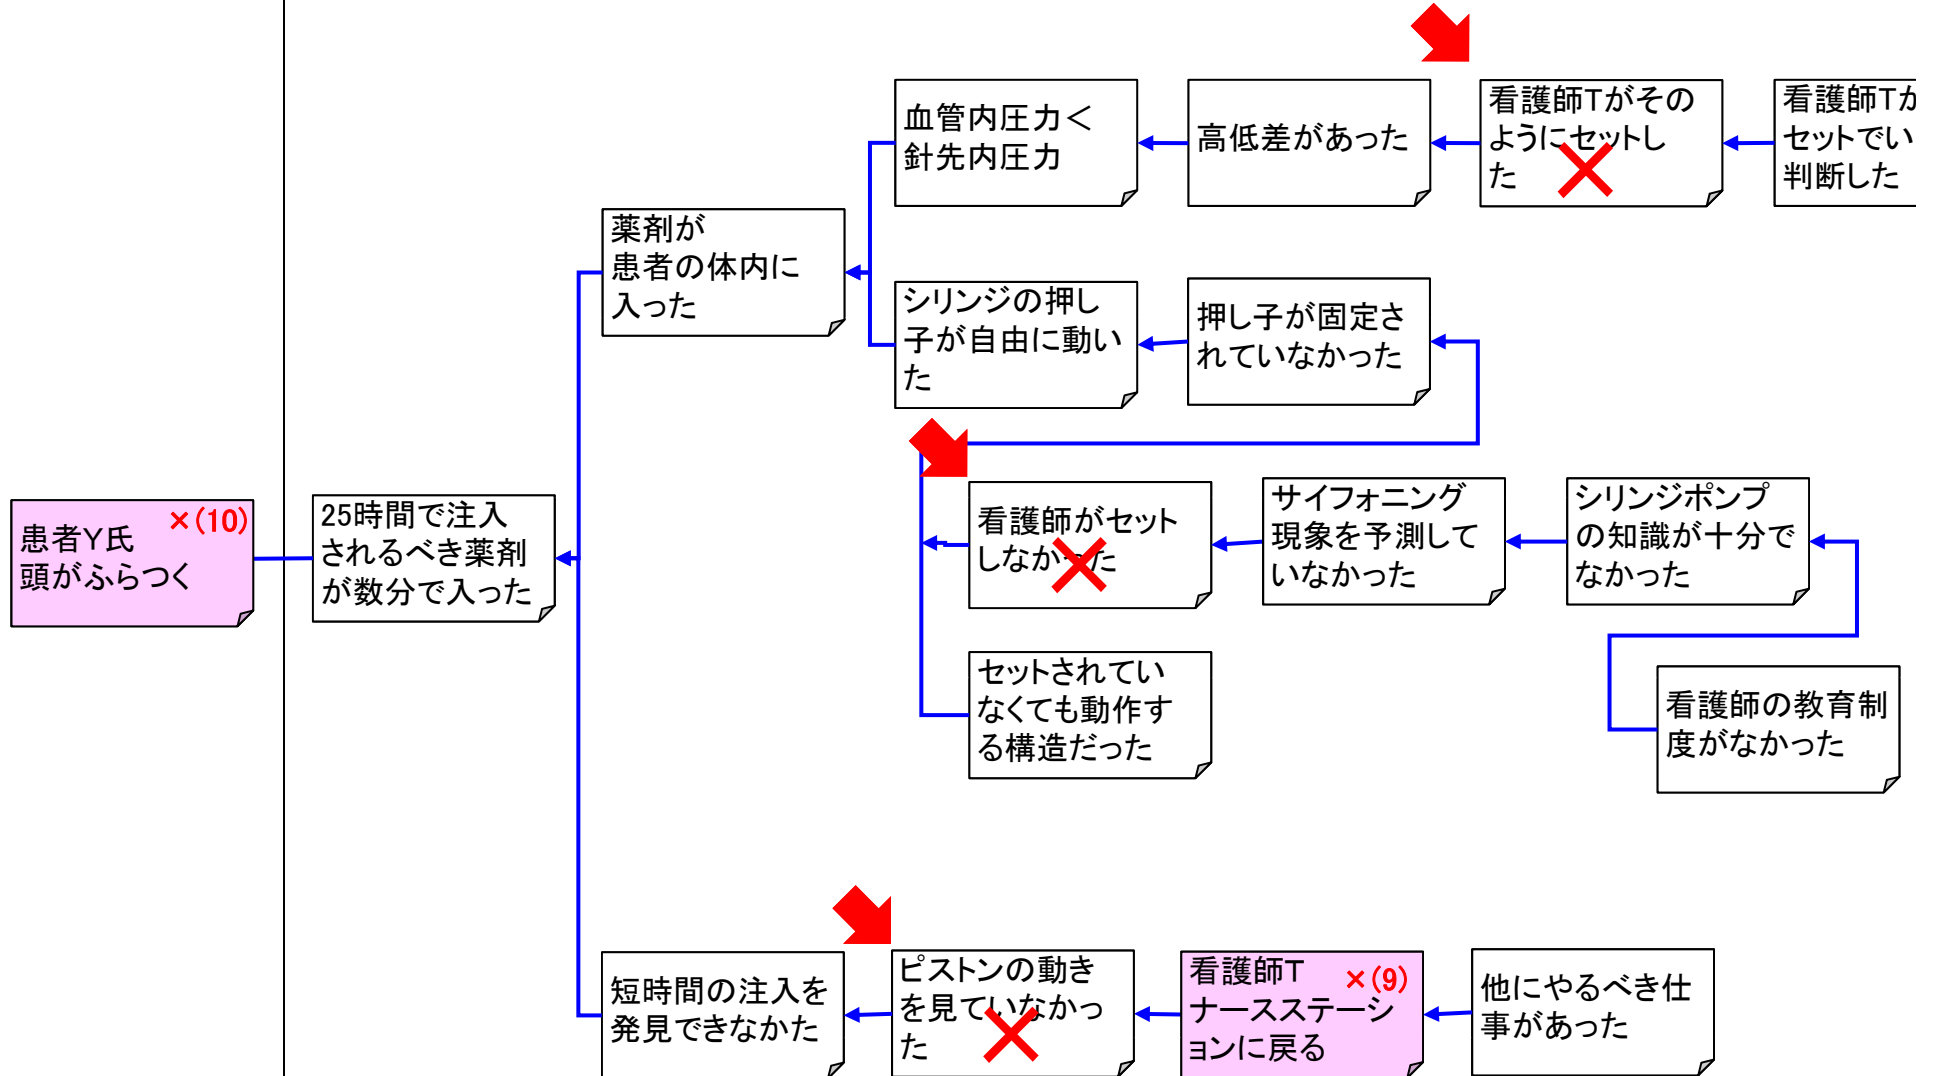 血管内圧力＜
針先内圧力
高低差があった
看護師Tがその
ようにセットし
た
看護師Tが
セットでい
判断した
薬剤が
患者の体内に
入った
シリンジの押し
子が自由に動い
た
押し子が固定さ
れていなかった
患者Y氏
頭がふらつく
×(10)
25時間で注入
されるべき薬剤
が数分で入った
看護師がセット
しなかった
サイフォニング
現象を予測して
いなかった
シリンジポンプ
の知識が十分で
なかった
セットされてい
なくても動作す
る構造だった
看護師の教育制
度がなかった
短時間の注入を
発見できなかた
ピストンの動き
を見ていなかっ
た
看護師T
×(9)
ナースステーシ
ョンに戻る
他にやるべき仕
事があった